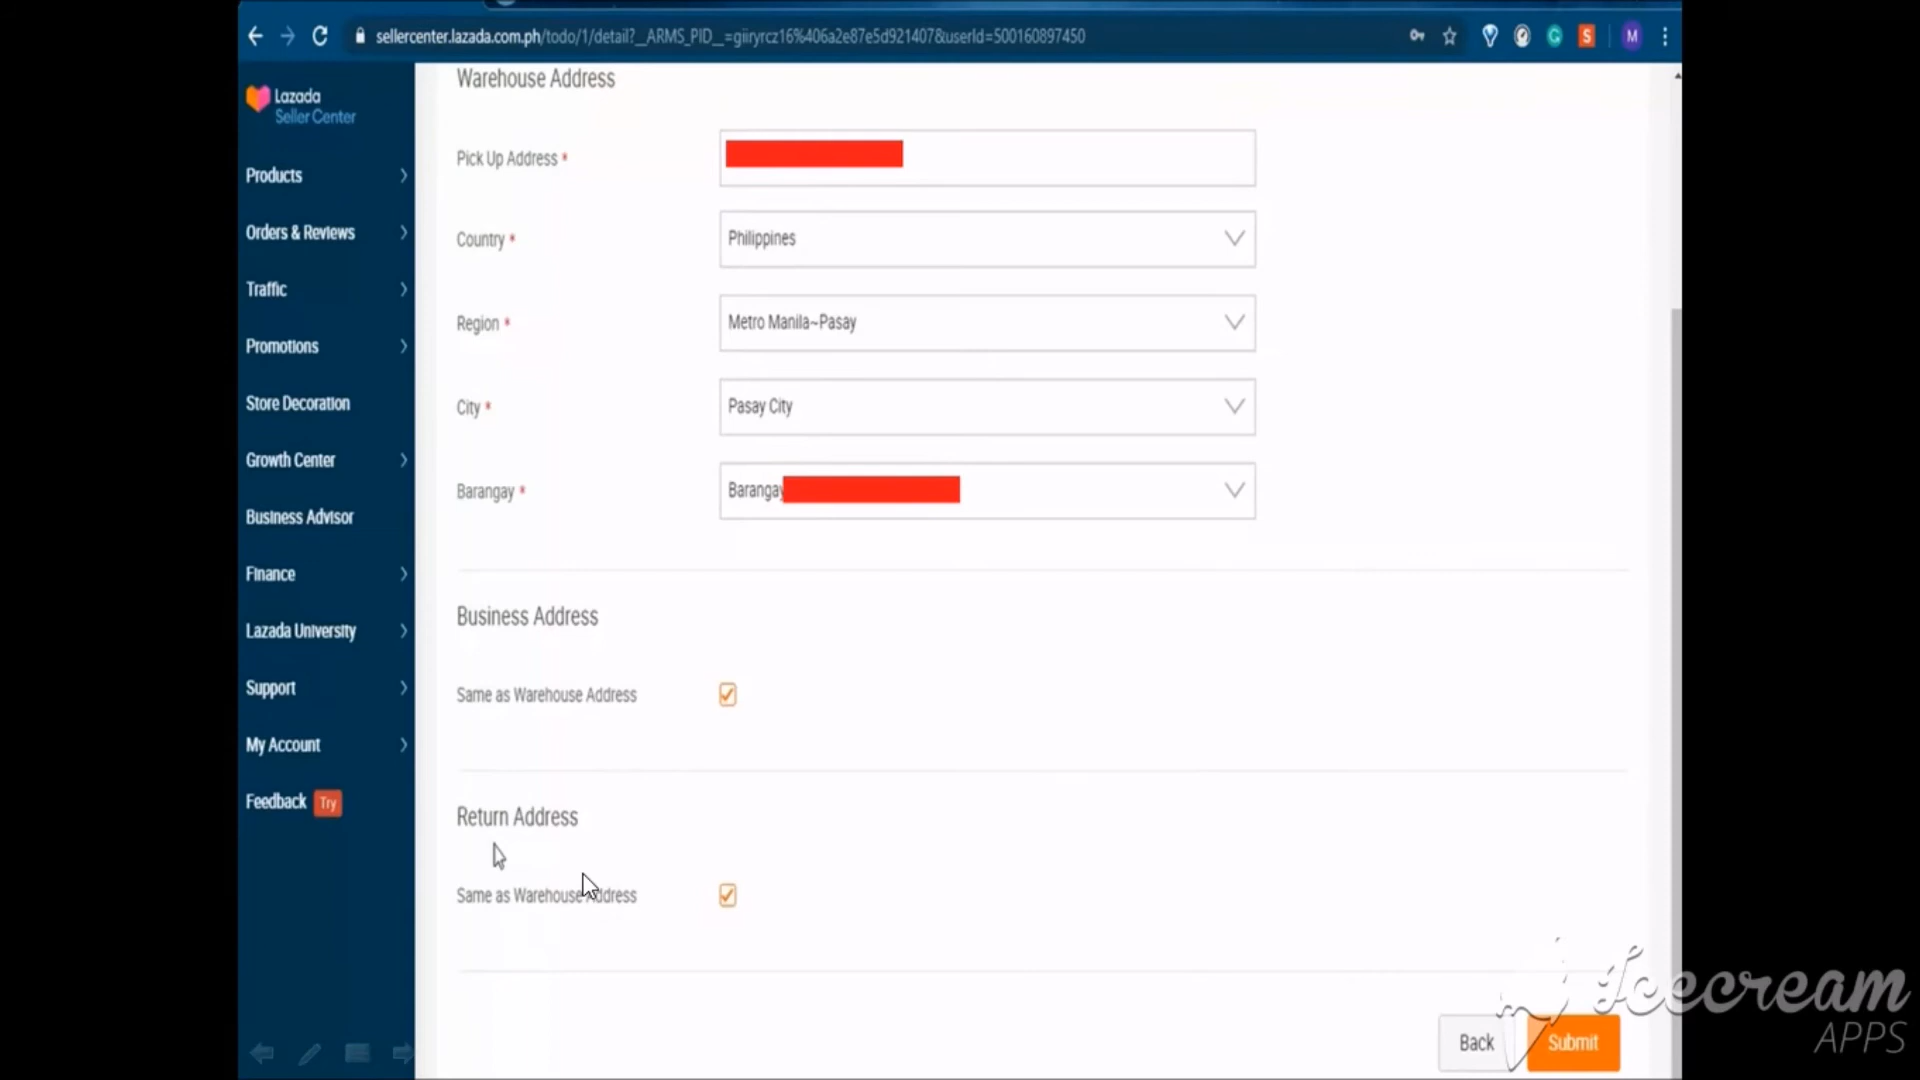 sellercenter.lazada.com.ph/todo/1/detail?__ARMS_PID__=giiryrcz16%406a2e87e5d921407&userId=500160897450
M
S
G
Lazada
Seller Center
Products
Orders & Reviews
Traffic
Promotions
Store Decoration
Growth Center
Business Advisor
Finance
Lazada University
Support
My Account
Feedback Try
Warehouse Address
Pick Up Address *
Country * Philippines
Region * Metro Manila~Pasay
City * Pasay City
Barangay * Barangay
Business Address
Same as Warehouse Address
Return Address
Same as Warehouse Address
Back Submit
Icecream
APPS